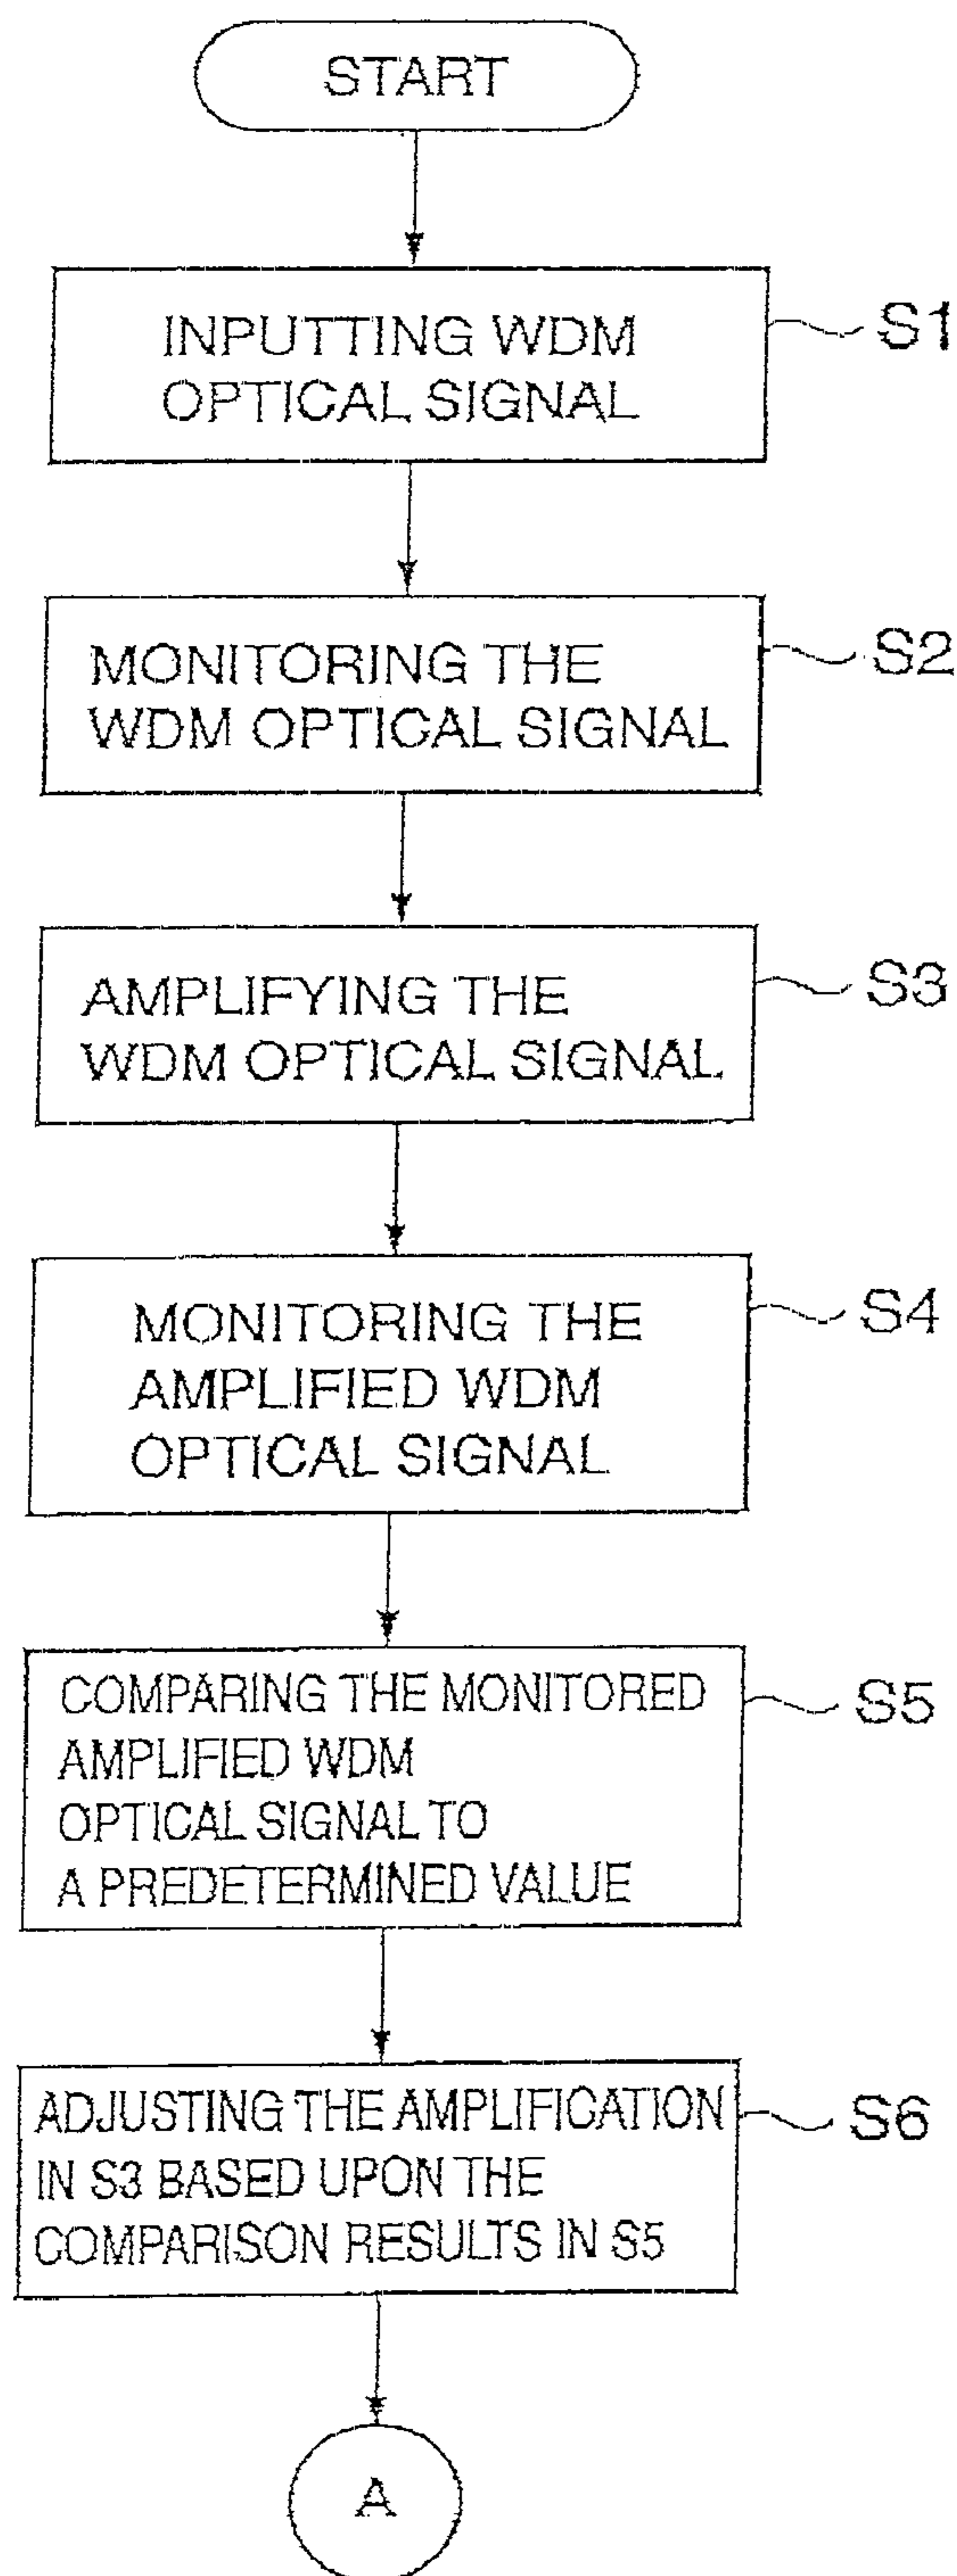 START
INPUTTING WDM
OPTICAL SIGNAL
S1
MONITORING THE
WDM OPTICAL SIGNAL
S2
AMPLIFYING THE
WDM OPTICAL SIGNAL
S3
MONITORING THE
AMPLIFIED WDM
OPTICAL SIGNAL
S4
COMPARING THE MONITORED
AMPLIFIED WDM
OPTICAL SIGNAL TO
A PREDETERMINED VALUE
S5
ADJUSTING THE AMPLIFICATION
IN S3 BASED UPON THE
COMPARISON RESULTS IN S5
S6
A